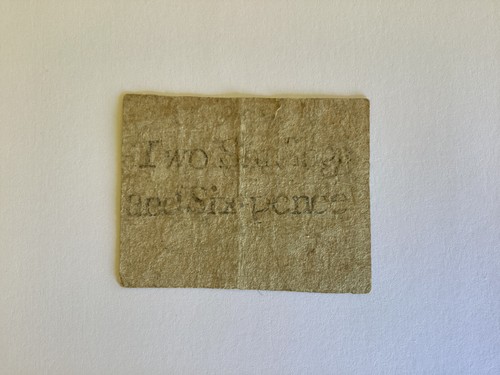 Two Shillings
and Six-pence